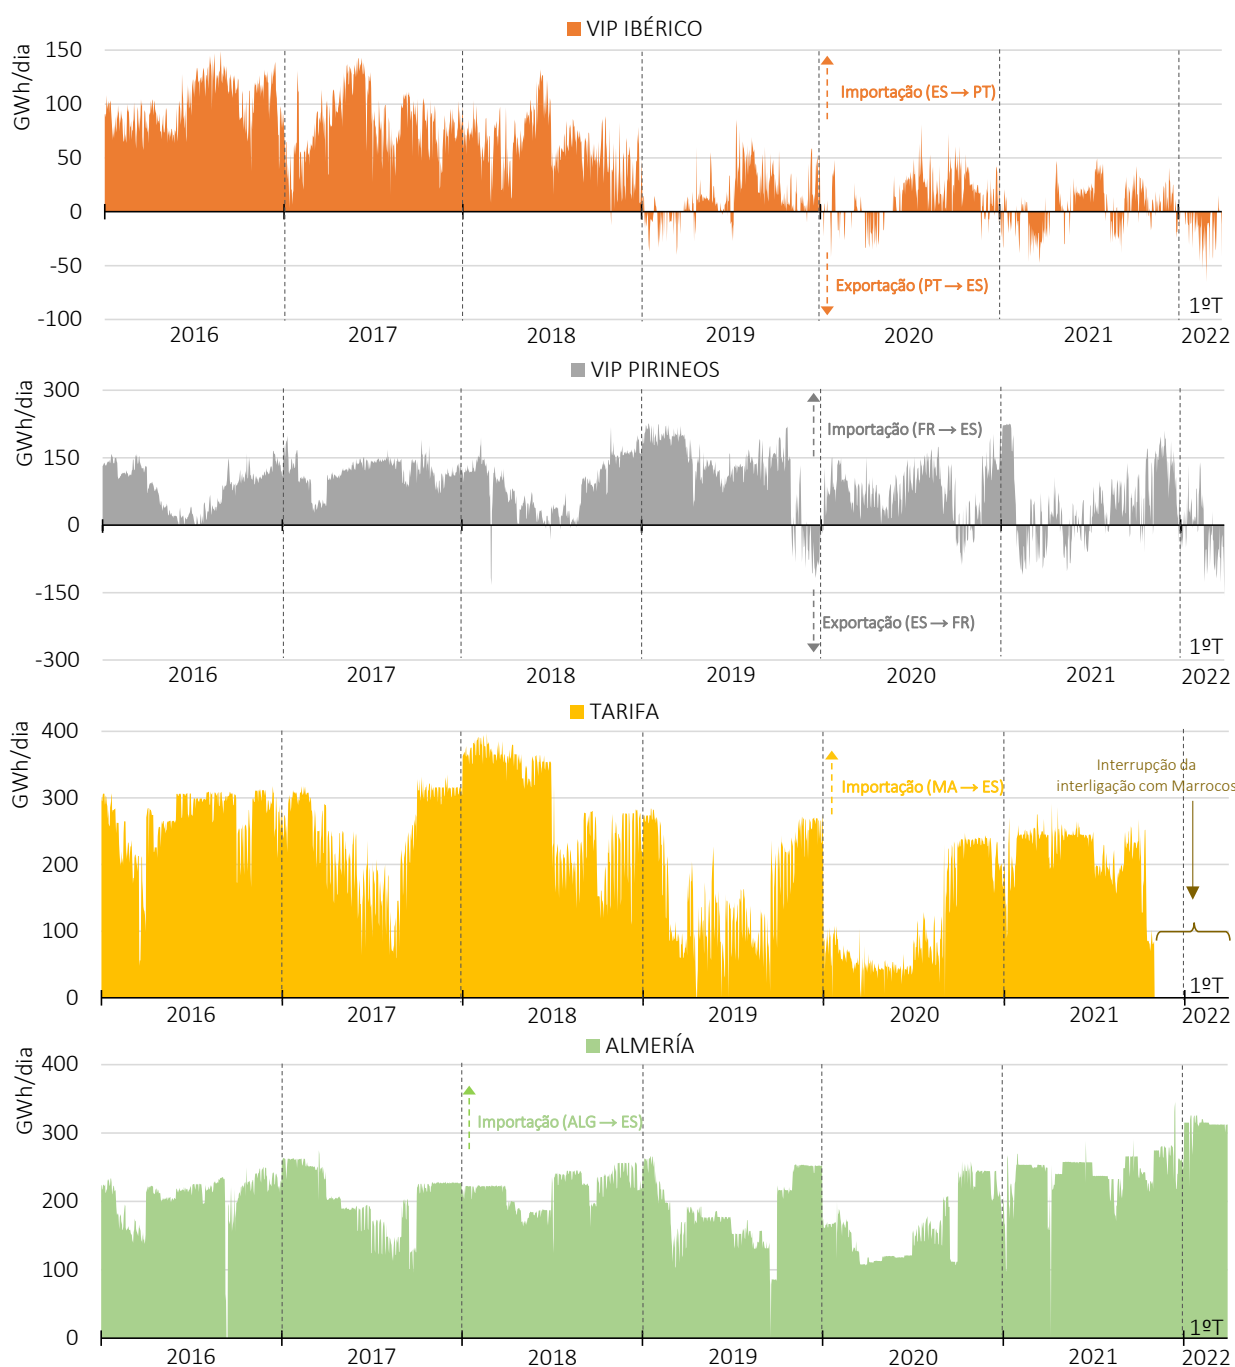 VIP IBÉRICO
GWh/dia
150
100
50
0
-50
-100
Importação (ES → PT)
Exportação (PT → ES)
1ºT
2016
2017
2018
2019
2020
2021
2022
VIP PIRINEOS
GWh/dia
300
150
0
-150
-300
Importação (FR → ES)
Exportação (ES → FR)
1ºT
2016
2017
2018
2019
2020
2021
2022
TARIFA
GWh/dia
400
300
200
100
0
Importação (MA → ES)
Interrupção da
interligação com Marrocos
1ºT
2016
2017
2018
2019
2020
2021
2022
ALMERÍA
GWh/dia
400
300
200
100
0
Importação (ALG → ES)
1ºT
2016
2017
2018
2019
2020
2021
2022